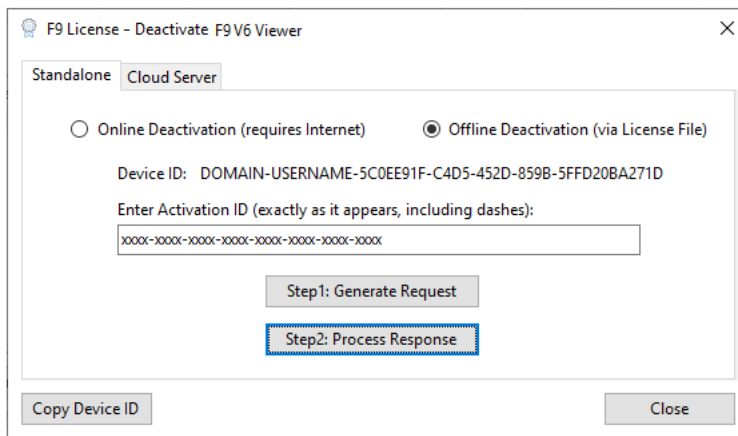 F9 License - Deactivate F9 V6 Viewer
Standalone Cloud Server
Online Deactivation (requires Internet) Offline Deactivation (via License File)
Device ID: DOMAIN-USERNAME-5C0EE91F-C4D5-452D-859B-5FFD20BA271D
Enter Activation ID (exactly as it appears, including dashes):
xxxx-xxxx-xxxx-xxxx-xxxx-xxxx-xxxx-xxxx
Step1: Generate Request
Step2: Process Response
Copy Device ID Close